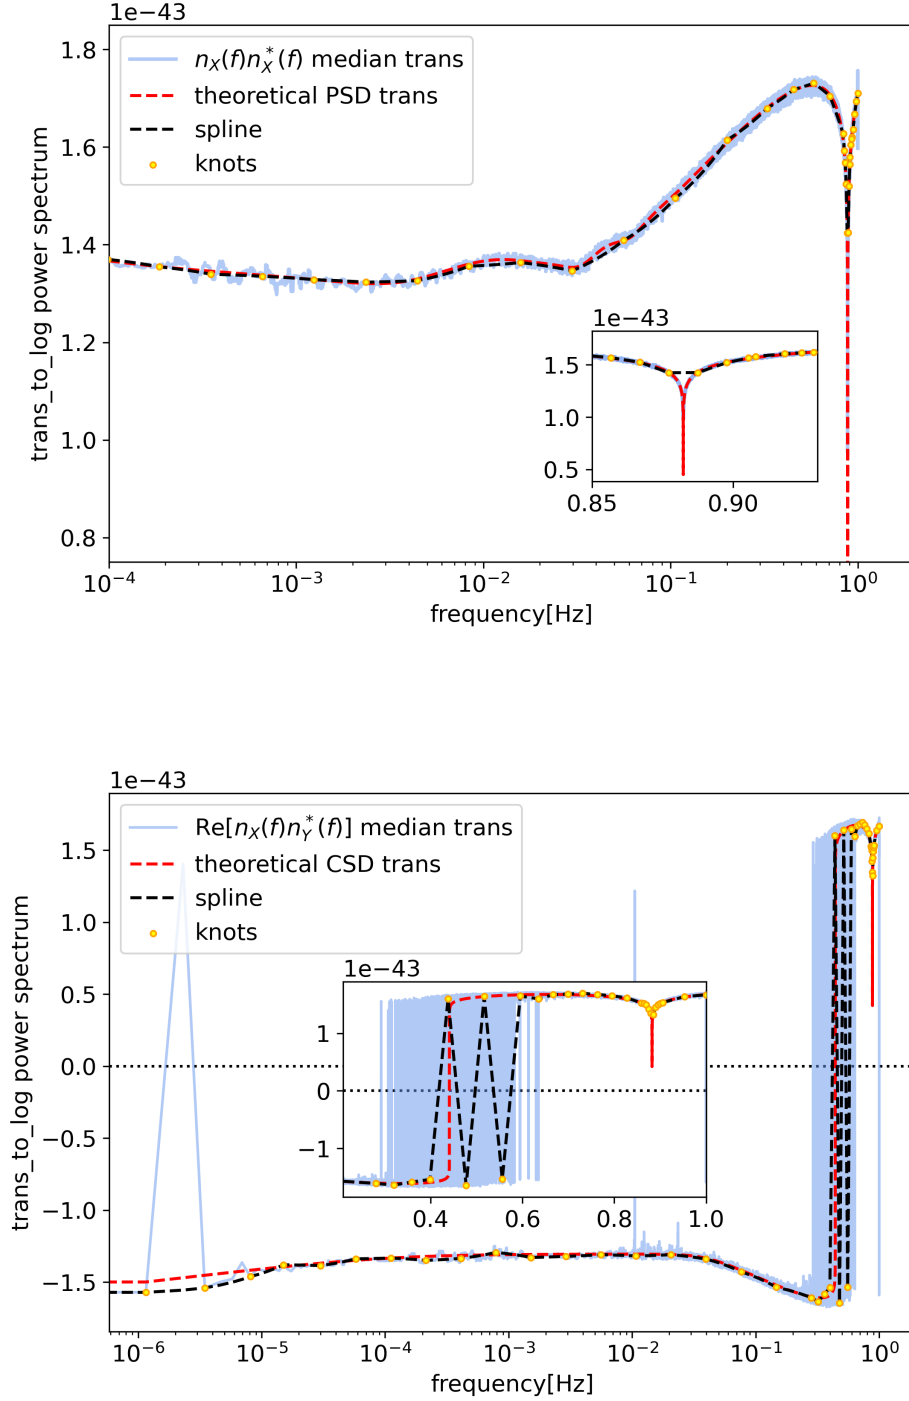 1e−43
1.8
1.6
1.4
1.2
1.0
0.8
trans_to_log power spectrum
n_X(f)n_X^*(f) median trans
theoretical PSD trans
spline
knots
1e−43
1.5
1.0
0.5
0.85 0.90
10^−4 10^−3 10^−2 10^−1 10^0
frequency[Hz]
1e−43
1.5
1.0
0.5
0.0
−0.5
−1.0
−1.5
trans_to_log power spectrum
Re[n_X(f)n_Y^*(f)] median trans
theoretical CSD trans
spline
knots
1e−43
1
0
−1
0.4 0.6 0.8 1.0
10^−6 10^−5 10^−4 10^−3 10^−2 10^−1 10^0
frequency[Hz]